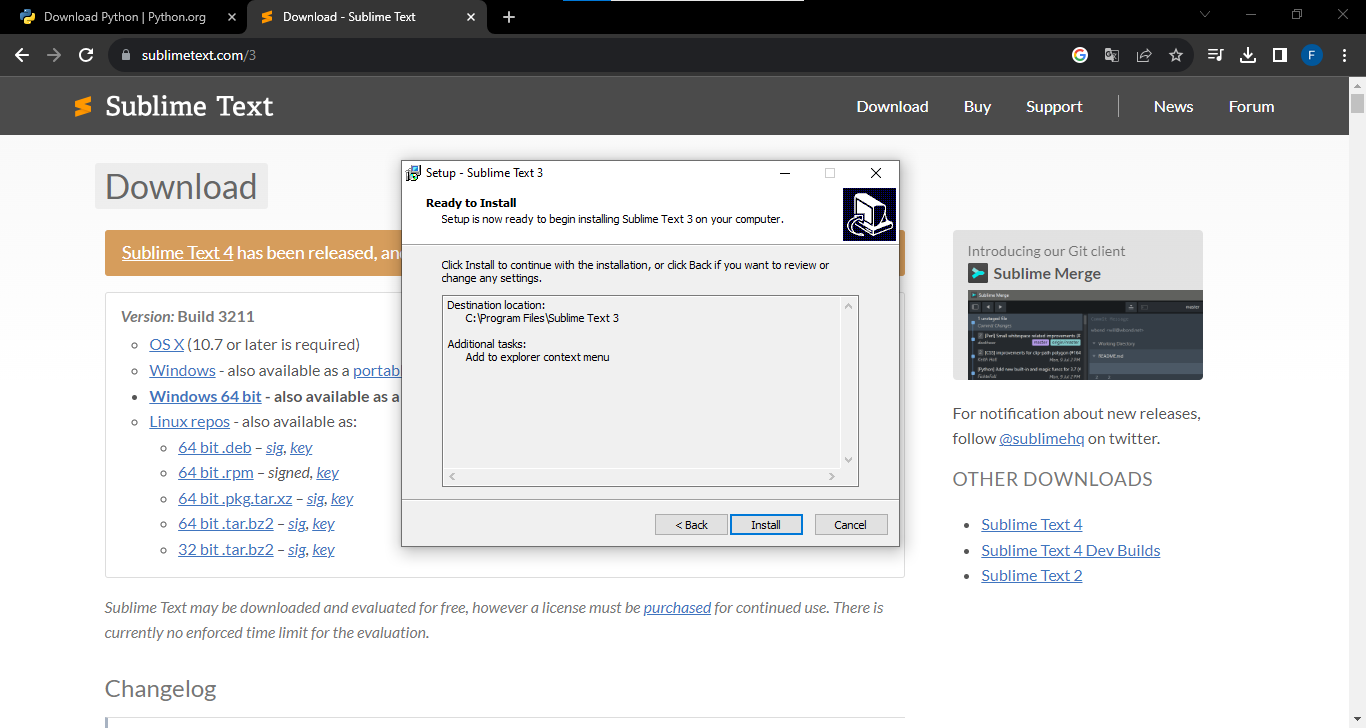 Download Python | Python.org
Download - Sublime Text
sublimetext.com/3
F
Sublime Text
Download
Buy
Support
News
Forum
Download
Sublime Text 4 has been released, an
Version: Build 3211
OS X (10.7 or later is required)
Windows - also available as a portab
Windows 64 bit - also available as a
Linux repos - also available as:
64 bit .deb – sig, key
64 bit .rpm – signed, key
64 bit .pkg.tar.xz – sig, key
64 bit .tar.bz2 – sig, key
32 bit .tar.bz2 – sig, key
Setup - Sublime Text 3
Ready to Install
Setup is now ready to begin installing Sublime Text 3 on your computer.
Click Install to continue with the installation, or click Back if you want to review or
change any settings.
Destination location:
C:\Program Files\Sublime Text 3
Additional tasks:
Add to explorer context menu
< Back
Install
Cancel
Introducing our Git client
Sublime Merge
Sublime Merge
For notification about new releases,
follow @sublimehq on twitter.
OTHER DOWNLOADS
Sublime Text 4
Sublime Text 4 Dev Builds
Sublime Text 2
Sublime Text may be downloaded and evaluated for free, however a license must be purchased for continued use. There is
currently no enforced time limit for the evaluation.
Changelog